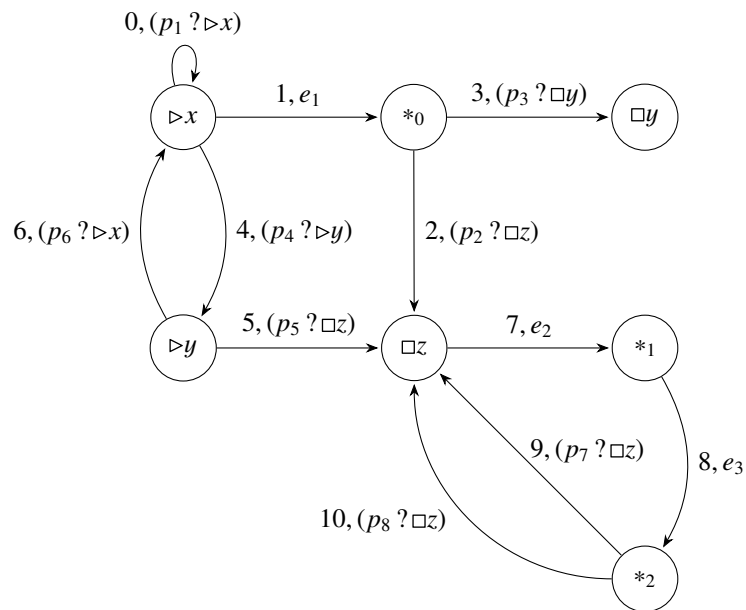 0, (p₁ ? ▷x)
▷x
1, e₁
*₀
3, (p₃ ? □y)
□y
6, (p₆ ? ▷x)
4, (p₄ ? ▷y)
2, (p₂ ? □z)
▷y
5, (p₅ ? □z)
□z
7, e₂
*₁
9, (p₇ ? □z)
8, e₃
10, (p₈ ? □z)
*₂